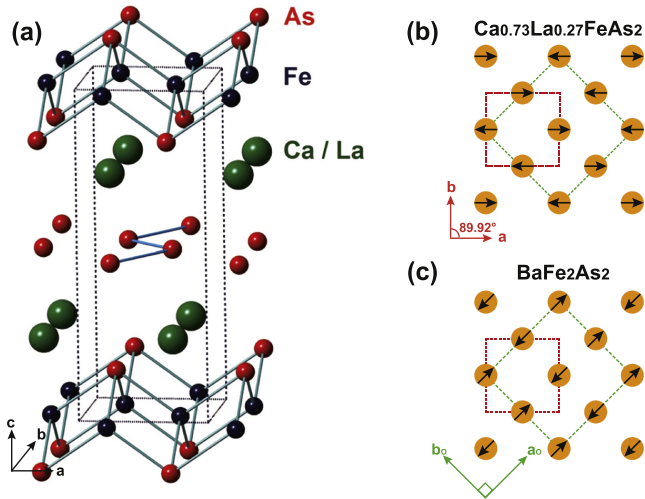 (a)
As
Fe
Ca / La
c
b
a
(b)
Ca0.73La0.27FeAs2
b
89.92°
a
(c)
BaFe2As2
bo
ao